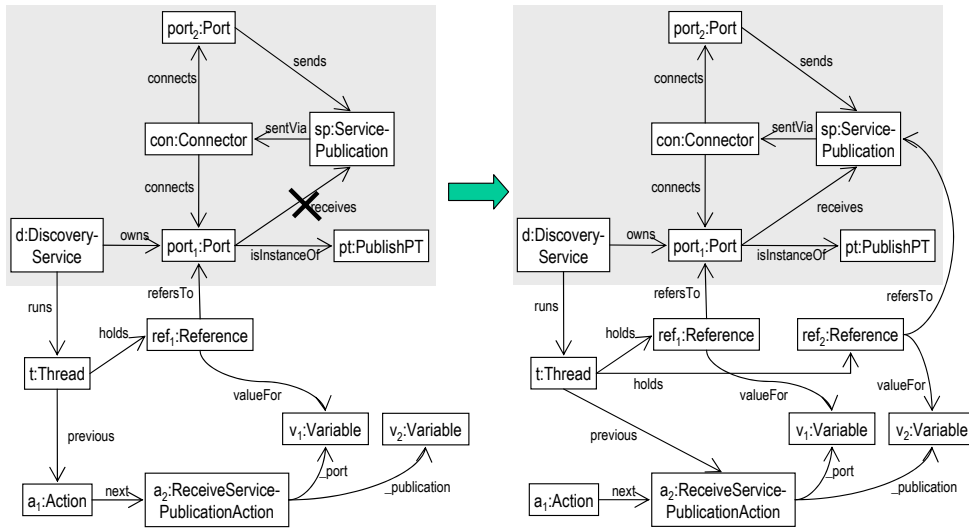 port2:Port
sends
connects
con:Connector
sentVia
sp:Service-
Publication
connects
receives
d:Discovery-
Service
owns
port1:Port
isInstanceOf
pt:PublishPT
runs
refersTo
holds
ref1:Reference
t:Thread
valueFor
previous
v1:Variable
v2:Variable
_port
a1:Action
next
a2:ReceiveService-
PublicationAction
_publication
port2:Port
sends
connects
con:Connector
sentVia
sp:Service-
Publication
connects
receives
d:Discovery-
Service
owns
port1:Port
isInstanceOf
pt:PublishPT
runs
refersTo
refersTo
holds
ref1:Reference
ref2:Reference
t:Thread
holds
valueFor
valueFor
previous
v1:Variable
v2:Variable
_port
a1:Action
next
a2:ReceiveService-
PublicationAction
_publication